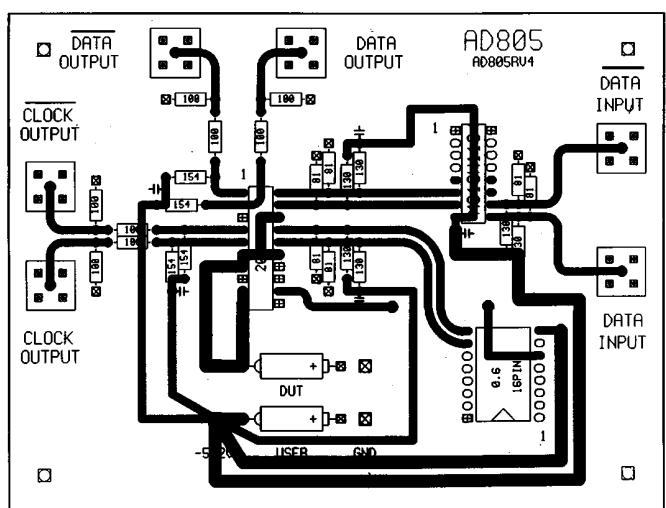 DATA OUTPUT
DATA OUTPUT
AD805
AD805RV4
DATA INPUT
CLOCK OUTPUT
100
100
100
100
1
1
154
154
81
81
130
130
81
81
130
100
100
100
100
154
154
81
81
130
130
20
CLOCK OUTPUT
DATA INPUT
0.6
16PIN
1
+
DUT
+
USER
GND